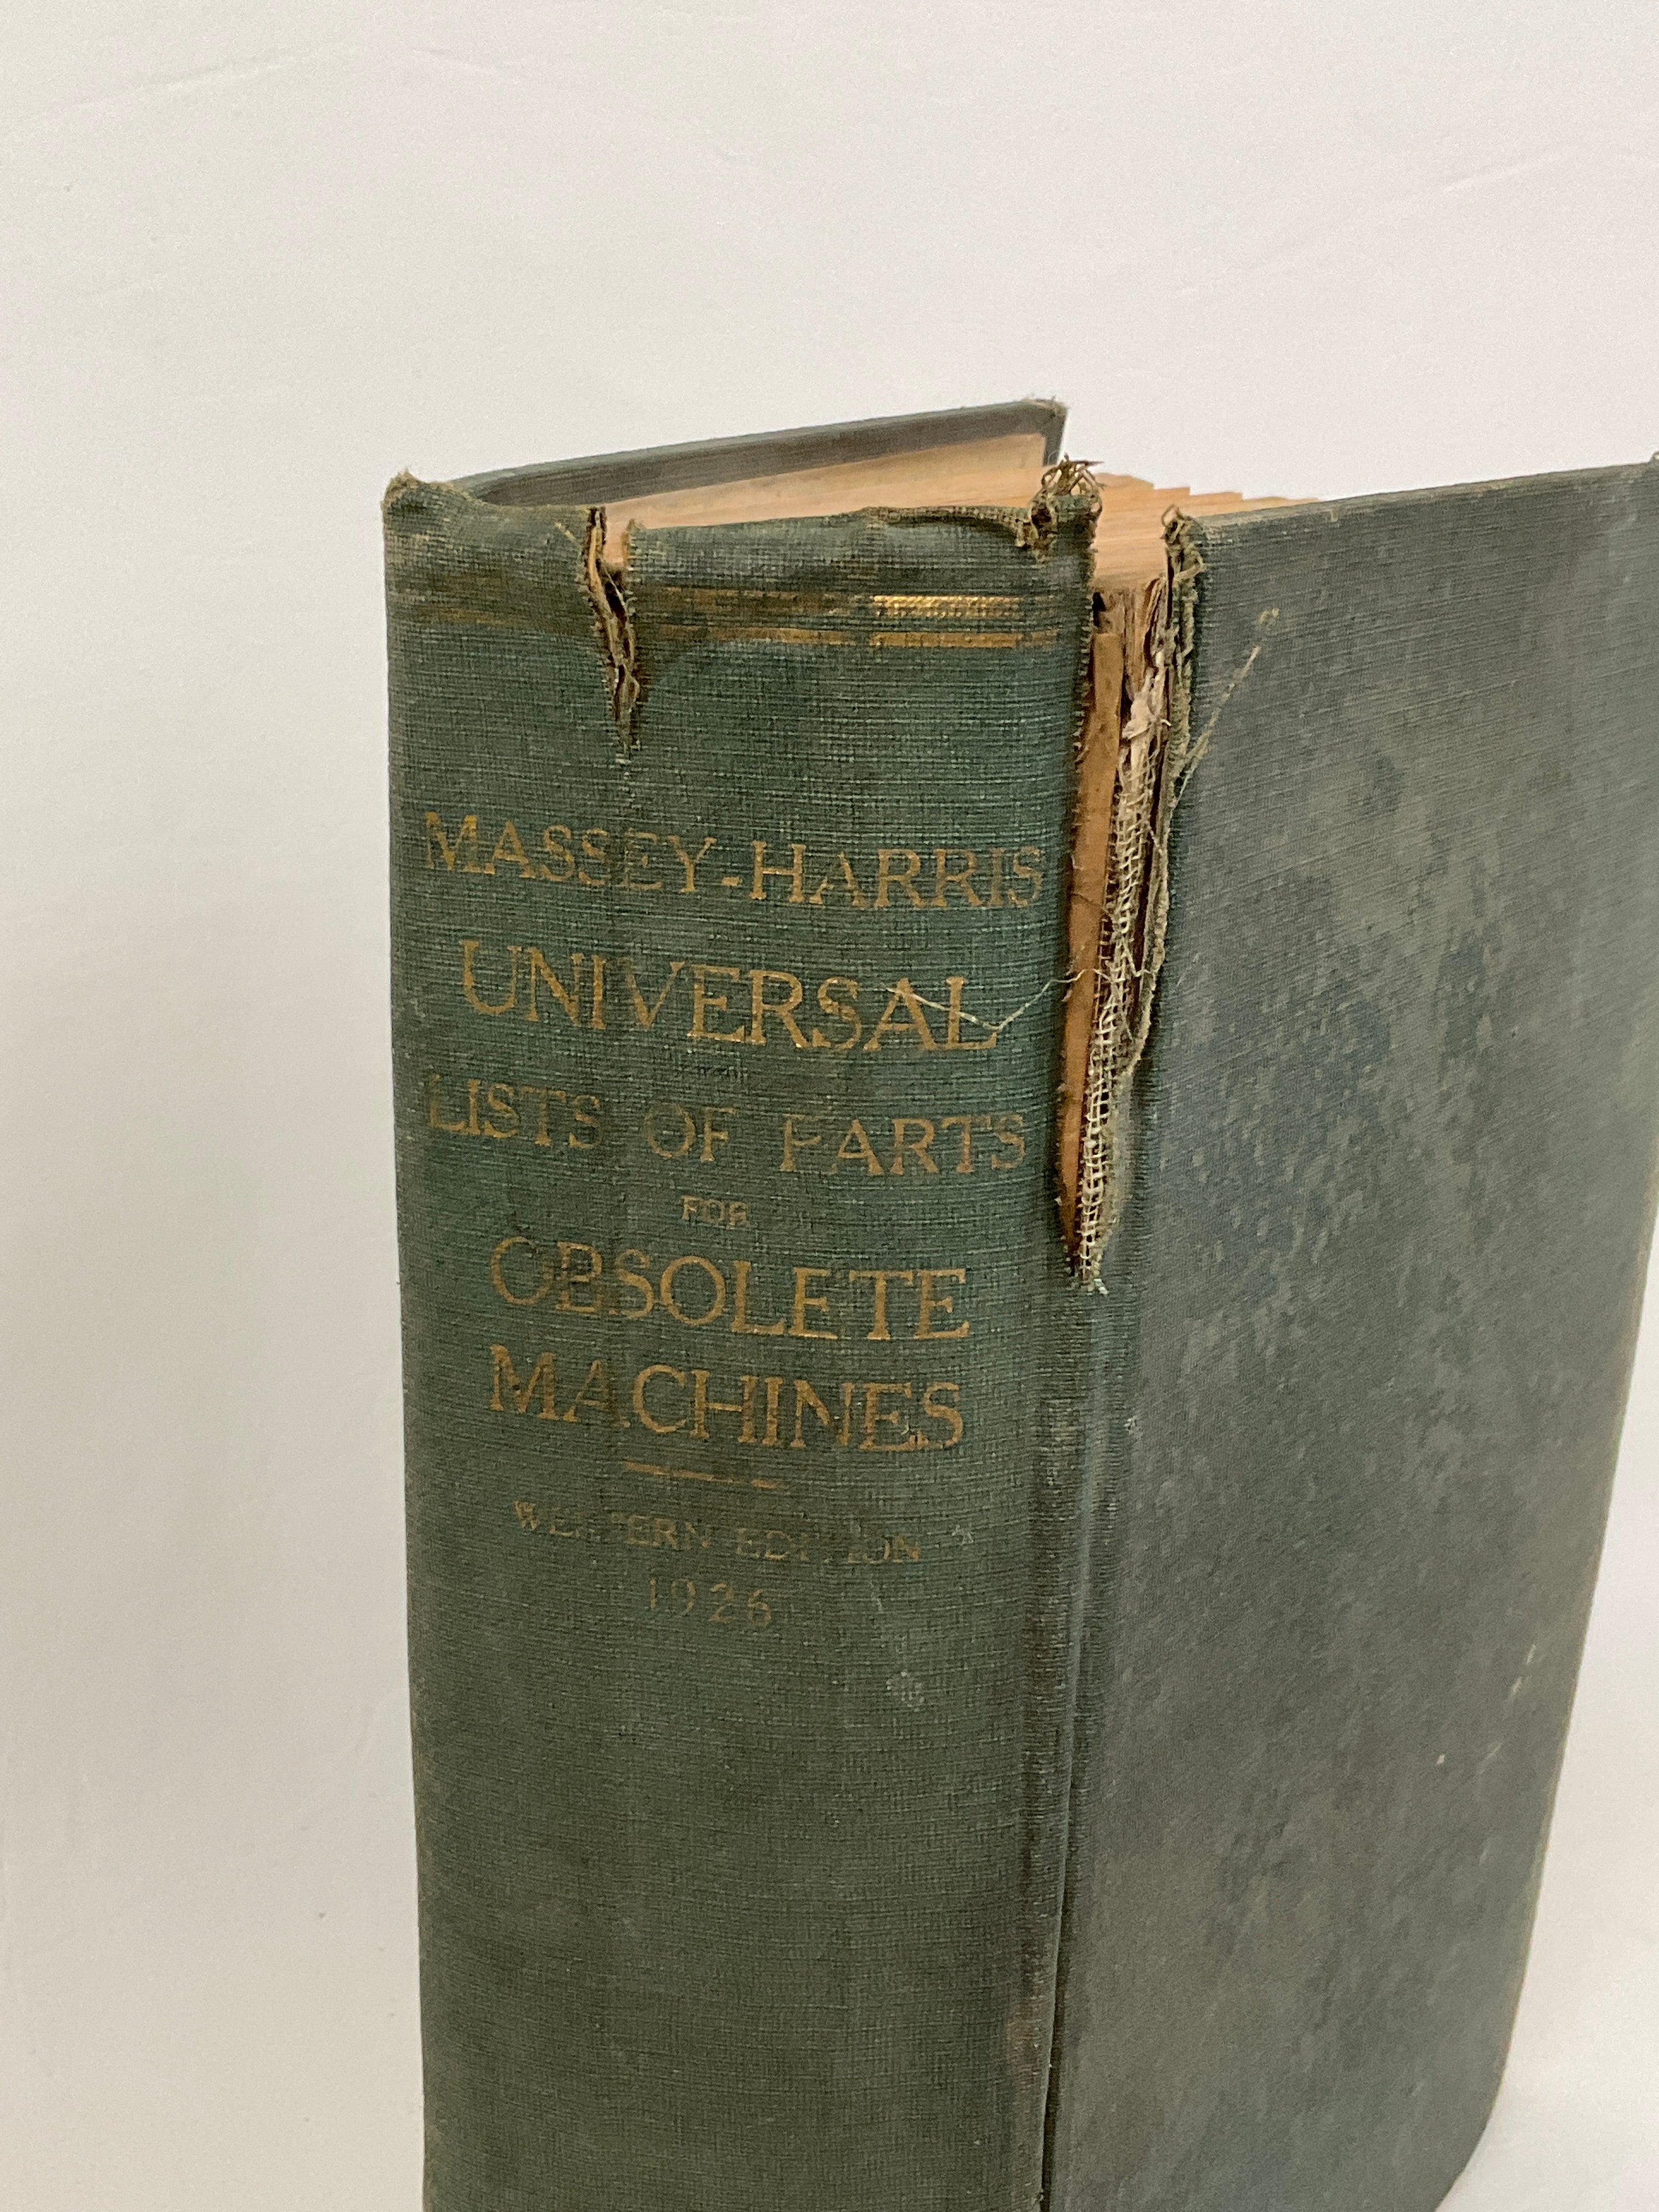 MASSEY-HARRIS
UNIVERSAL
LISTS OF PARTS
FOR
OBSOLETE
MACHINES
WESTERN EDITION
1926